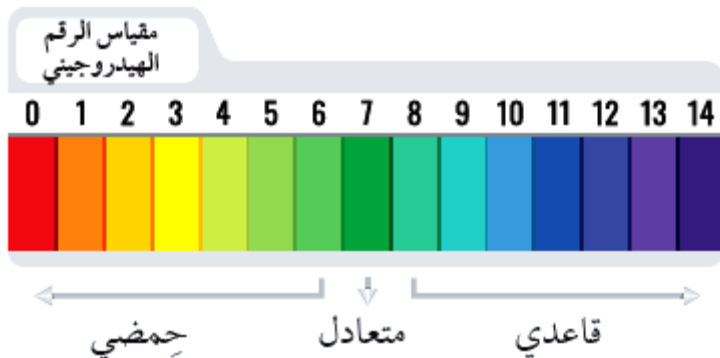 مقياس الرقم
الهيدروجيني
0 1 2 3 4 5 6 7 8 9 10 11 12 13 14
حِمضي متعادل قاعدي